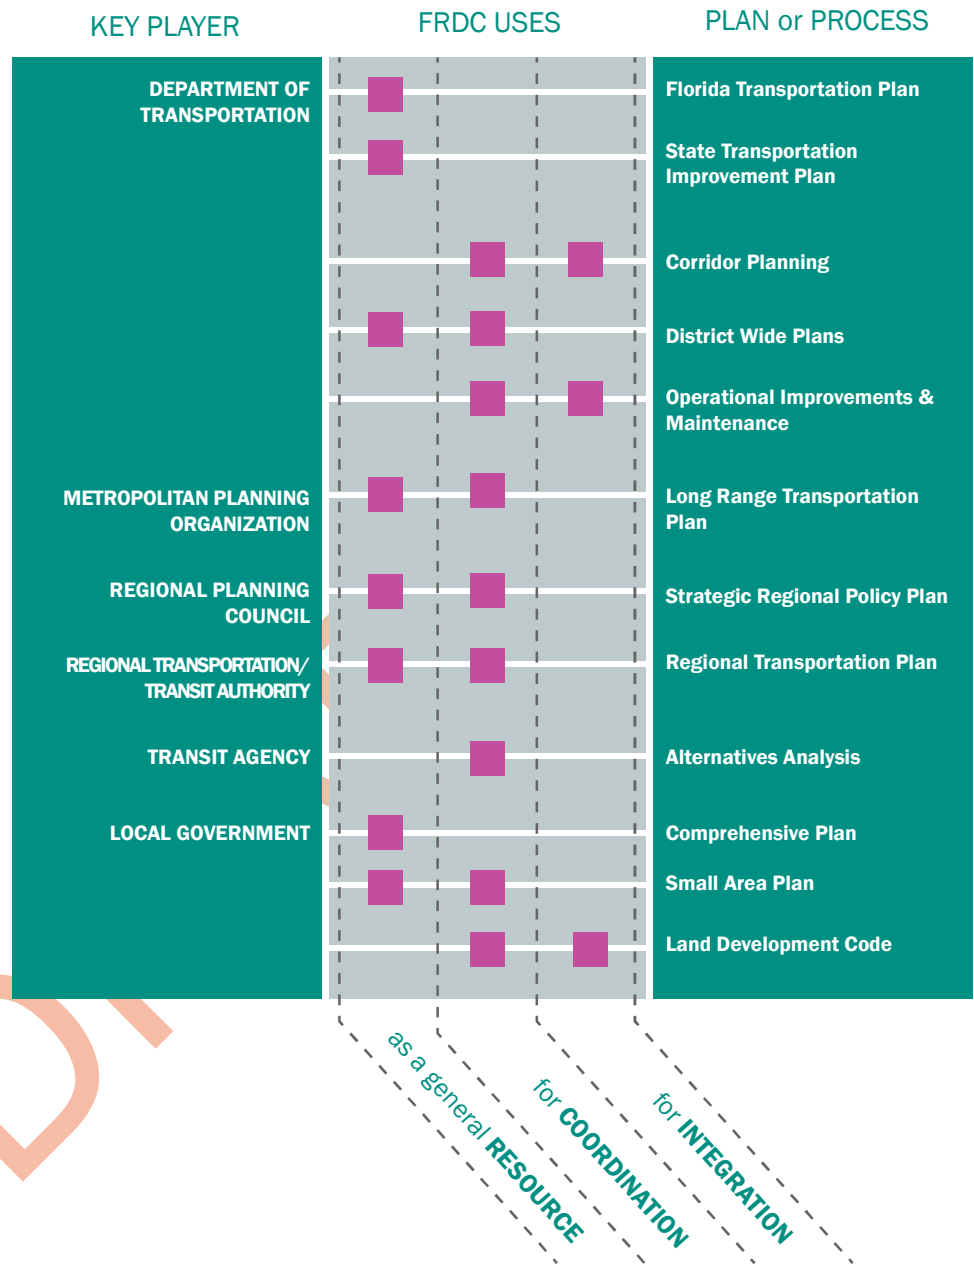 KEY PLAYER
FRDC USES
PLAN or PROCESS
DEPARTMENT OF
TRANSPORTATION
Florida Transportation Plan
State Transportation
Improvement Plan
Corridor Planning
District Wide Plans
Operational Improvements &
Maintenance
METROPOLITAN PLANNING
ORGANIZATION
Long Range Transportation
Plan
REGIONAL PLANNING
COUNCIL
Strategic Regional Policy Plan
REGIONAL TRANSPORTATION/
TRANSIT AUTHORITY
Regional Transportation Plan
TRANSIT AGENCY
Alternatives Analysis
LOCAL GOVERNMENT
Comprehensive Plan
Small Area Plan
Land Development Code
as a general RESOURCE
for COORDINATION
for INTEGRATION